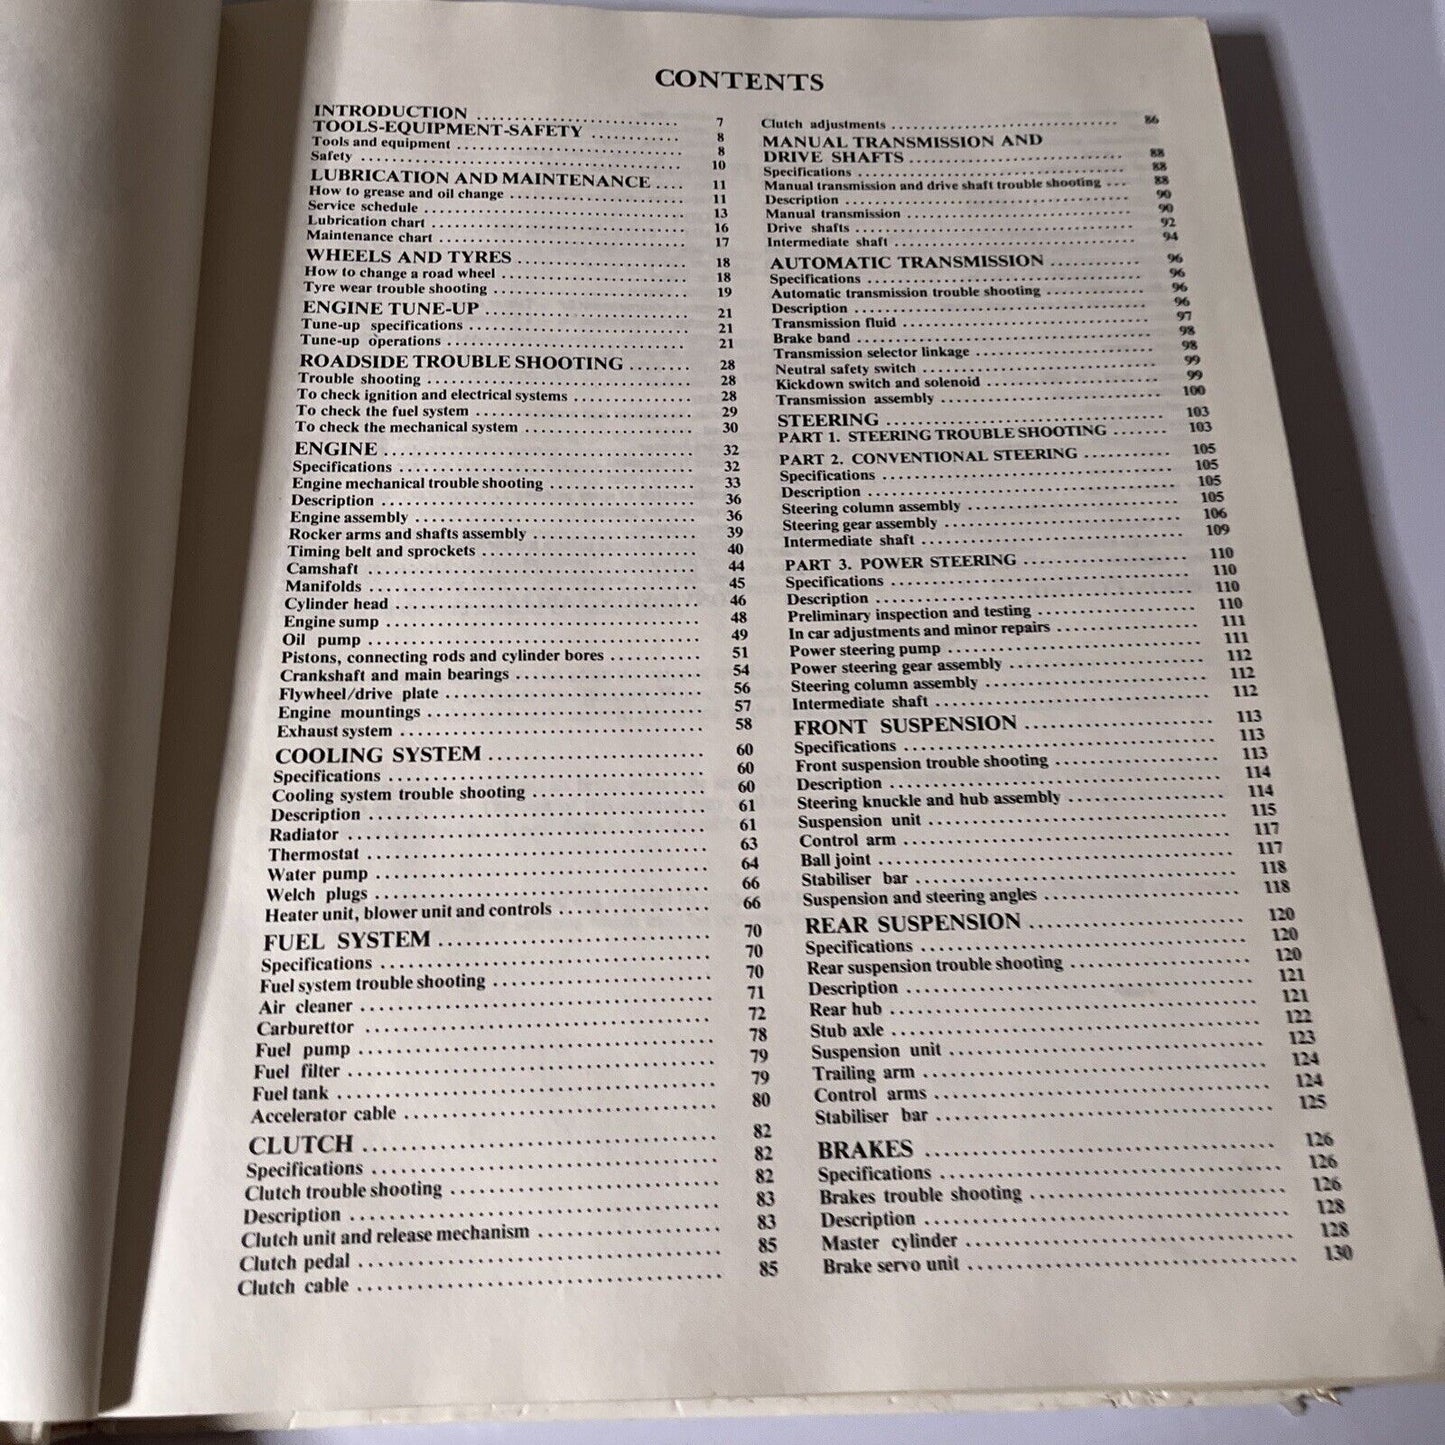 CONTENTS
INTRODUCTION .............................. 7
TOOLS-EQUIPMENT-SAFETY ............. 8
Tools and equipment .................................. 8
Safety ................................................ 10
LUBRICATION AND MAINTENANCE .... 11
How to grease and oil change .......................... 11
Service schedule ...................................... 13
Lubrication chart ..................................... 16
Maintenance chart ..................................... 17
WHEELS AND TYRES ......................... 18
How to change a road wheel ............................ 18
Tyre wear trouble shooting ............................ 19
ENGINE TUNE-UP .............................. 21
Tune-up specifications ................................ 21
Tune-up operations .................................... 21
ROADSIDE TROUBLE SHOOTING ........ 28
Trouble shooting ...................................... 28
To check ignition and electrical systems ............... 28
To check the fuel system .............................. 29
To check the mechanical system ........................ 30
ENGINE .......................................... 32
Specifications ........................................ 32
Engine mechanical trouble shooting .................... 33
Description ........................................... 36
Engine assembly ....................................... 36
Rocker arms and shafts assembly ....................... 39
Timing belt and sprockets ............................. 40
Camshaft .............................................. 44
Manifolds ............................................. 45
Cylinder head ......................................... 46
Engine sump ........................................... 48
Oil pump .............................................. 49
Pistons, connecting rods and cylinder bores ........... 51
Crankshaft and main bearings .......................... 54
Flywheel/drive plate .................................. 56
Engine mountings ...................................... 57
Exhaust system ........................................ 58
COOLING SYSTEM ............................. 60
Specifications ........................................ 60
Cooling system trouble shooting ....................... 60
Description ........................................... 61
Radiator .............................................. 61
Thermostat ............................................ 63
Water pump ............................................ 64
Welch plugs ........................................... 66
Heater unit, blower unit and controls ................. 66
FUEL SYSTEM .................................. 70
Specifications ........................................ 70
Fuel system trouble shooting .......................... 70
Air cleaner ........................................... 71
Carburettor ........................................... 72
Fuel pump ............................................. 78
Fuel filter ........................................... 79
Fuel tank ............................................. 79
Accelerator cable ..................................... 80
CLUTCH .......................................... 82
Specifications ........................................ 82
Clutch trouble shooting ............................... 82
Description ........................................... 83
Clutch unit and release mechanism ..................... 83
Clutch pedal .......................................... 85
Clutch cable .......................................... 85
Clutch adjustments .................................... 86
MANUAL TRANSMISSION AND
DRIVE SHAFTS ................................. 88
Specifications ........................................ 88
Manual transmission and drive shaft trouble shooting ... 88
Description ........................................... 90
Manual transmission ................................... 90
Drive shafts .......................................... 92
Intermediate shaft .................................... 94
AUTOMATIC TRANSMISSION ............ 96
Specifications ........................................ 96
Automatic transmission trouble shooting ............... 96
Description ........................................... 96
Transmission fluid .................................... 97
Brake band ............................................ 98
Transmission selector linkage ......................... 98
Neutral safety switch ................................. 99
Kickdown switch and solenoid .......................... 99
Transmission assembly ................................. 100
STEERING ........................................ 103
PART 1. STEERING TROUBLE SHOOTING ....... 103
PART 2. CONVENTIONAL STEERING ........... 105
Specifications ........................................ 105
Description ........................................... 105
Steering column assembly .............................. 105
Steering gear assembly ................................ 106
Intermediate shaft .................................... 109
PART 3. POWER STEERING ...................... 110
Specifications ........................................ 110
Description ........................................... 110
Preliminary inspection and testing .................... 110
In car adjustments and minor repairs .................. 111
Power steering pump ................................... 111
Power steering gear assembly .......................... 112
Steering column assembly .............................. 112
Intermediate shaft .................................... 112
FRONT SUSPENSION ......................... 113
Specifications ........................................ 113
Front suspension trouble shooting ..................... 113
Description ........................................... 114
Steering knuckle and hub assembly ..................... 114
Suspension unit ....................................... 115
Control arm ........................................... 117
Ball joint ............................................ 117
Stabiliser bar ........................................ 118
Suspension and steering angles ........................ 118
REAR SUSPENSION ............................ 120
Specifications ........................................ 120
Rear suspension trouble shooting ...................... 120
Description ........................................... 121
Rear hub .............................................. 121
Stub axle ............................................. 122
Suspension unit ....................................... 123
Trailing arm .......................................... 124
Control arms .......................................... 124
Stabiliser bar ........................................ 125
BRAKES .......................................... 126
Specifications ........................................ 126
Brakes trouble shooting ............................... 126
Description ........................................... 128
Master cylinder ....................................... 128
Brake servo unit ...................................... 130